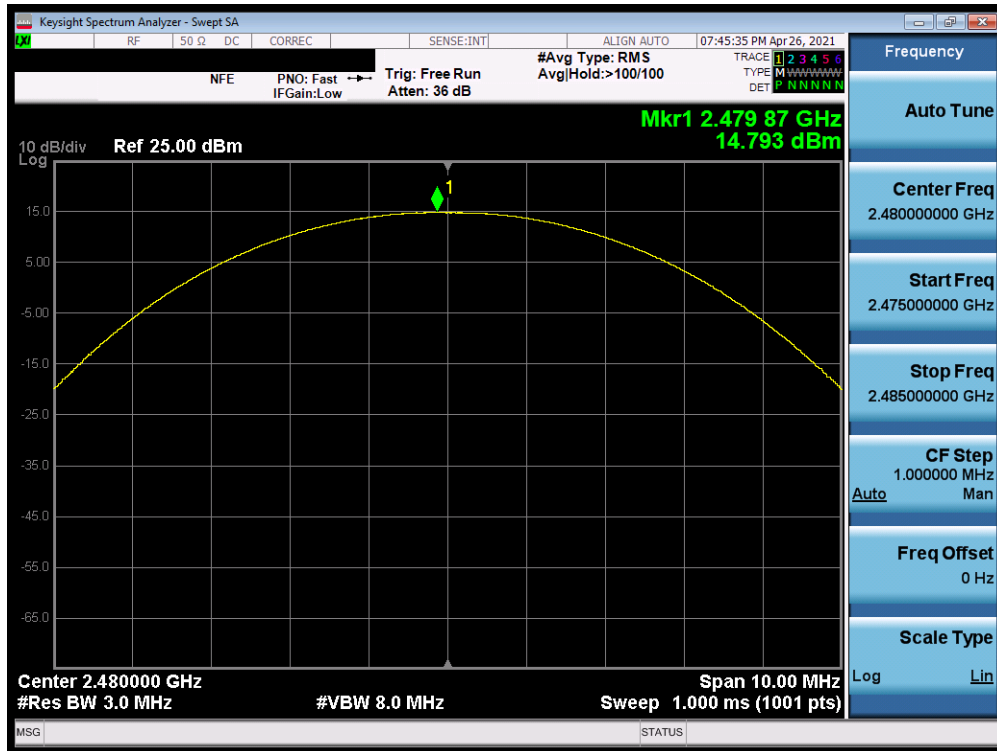 Keysight Spectrum Analyzer - Swept SA
LXI RF 50 Ω DC CORREC SENSE:INT ALIGN AUTO 07:45:35 PM Apr 26, 2021
NFE PNO: Fast Trig: Free Run #Avg Type: RMS TRACE 1 2 3 4 5 6
IFGain:Low Atten: 36 dB Avg|Hold:>100/100 TYPE M WWWWW
DET P N N N N N
Mkr1 2.479 87 GHz
14.793 dBm
10 dB/div Ref 25.00 dBm
Log
1
15.0
5.00
-5.00
-15.0
-25.0
-35.0
-45.0
-55.0
-65.0
Center 2.480000 GHz Span 10.00 MHz
#Res BW 3.0 MHz #VBW 8.0 MHz Sweep 1.000 ms (1001 pts)
MSG STATUS
Frequency
Auto Tune
Center Freq
2.480000000 GHz
Start Freq
2.475000000 GHz
Stop Freq
2.485000000 GHz
CF Step
1.000000 MHz
Auto Man
Freq Offset
0 Hz
Scale Type
Log Lin